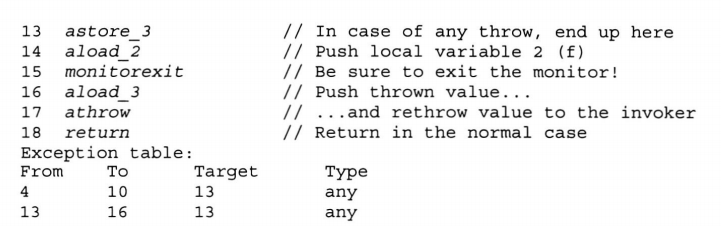 13 astore_3 // In case of any throw, end up here
14 aload_2 // Push local variable 2 (f)
15 monitorexit // Be sure to exit the monitor!
16 aload_3 // Push thrown value...
17 athrow // ...and rethrow value to the invoker
18 return // Return in the normal case
Exception table:
From To Target Type
4 10 13 any
13 16 13 any